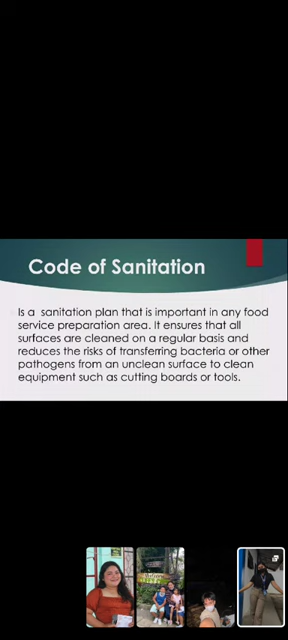 Code of Sanitation
Is a sanitation plan that is important in any food
service preparation area. It ensures that all
surfaces are cleaned on a regular basis and
reduces the risks of transferring bacteria or other
pathogens from an unclean surface to clean
equipment such as cutting boards or tools.